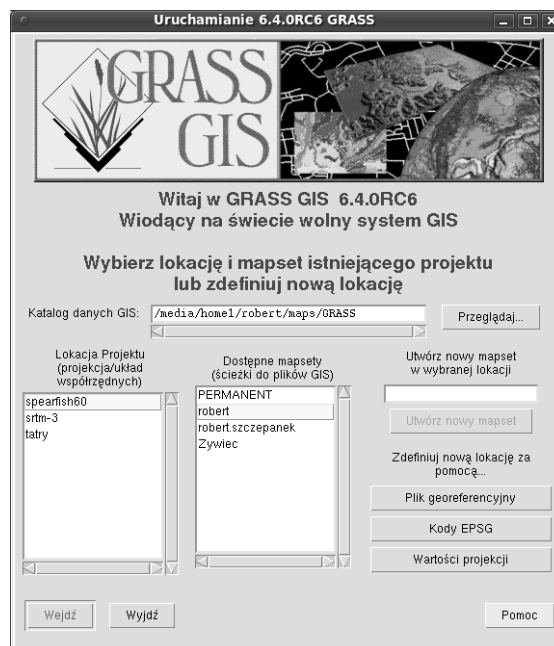 Uruchamianie 6.4.0RC6 GRASS
GRASS
GIS
Witaj w GRASS GIS 6.4.0RC6
Wiodący na świecie wolny system GIS
Wybierz lokację i mapset istniejącego projektu
lub zdefiniuj nową lokację
Katalog danych GIS:
/media/home1/robert/maps/GRASS
Przeglądaj...
Lokacja Projektu
(projekcja/układ
współrzędnych)
spearfish60
srtm-3
tatry
Dostępne mapsety
(ścieżki do plików GIS)
PERMANENT
robert
robert.szczepanek
Zywiec
Utwórz nowy mapset
w wybranej lokacji
Utwórz nowy mapset
Zdefiniuj nową lokację za
pomocą...
Plik georeferencyjny
Kody EPSG
Wartości projekcji
Wejdź
Wyjdź
Pomoc